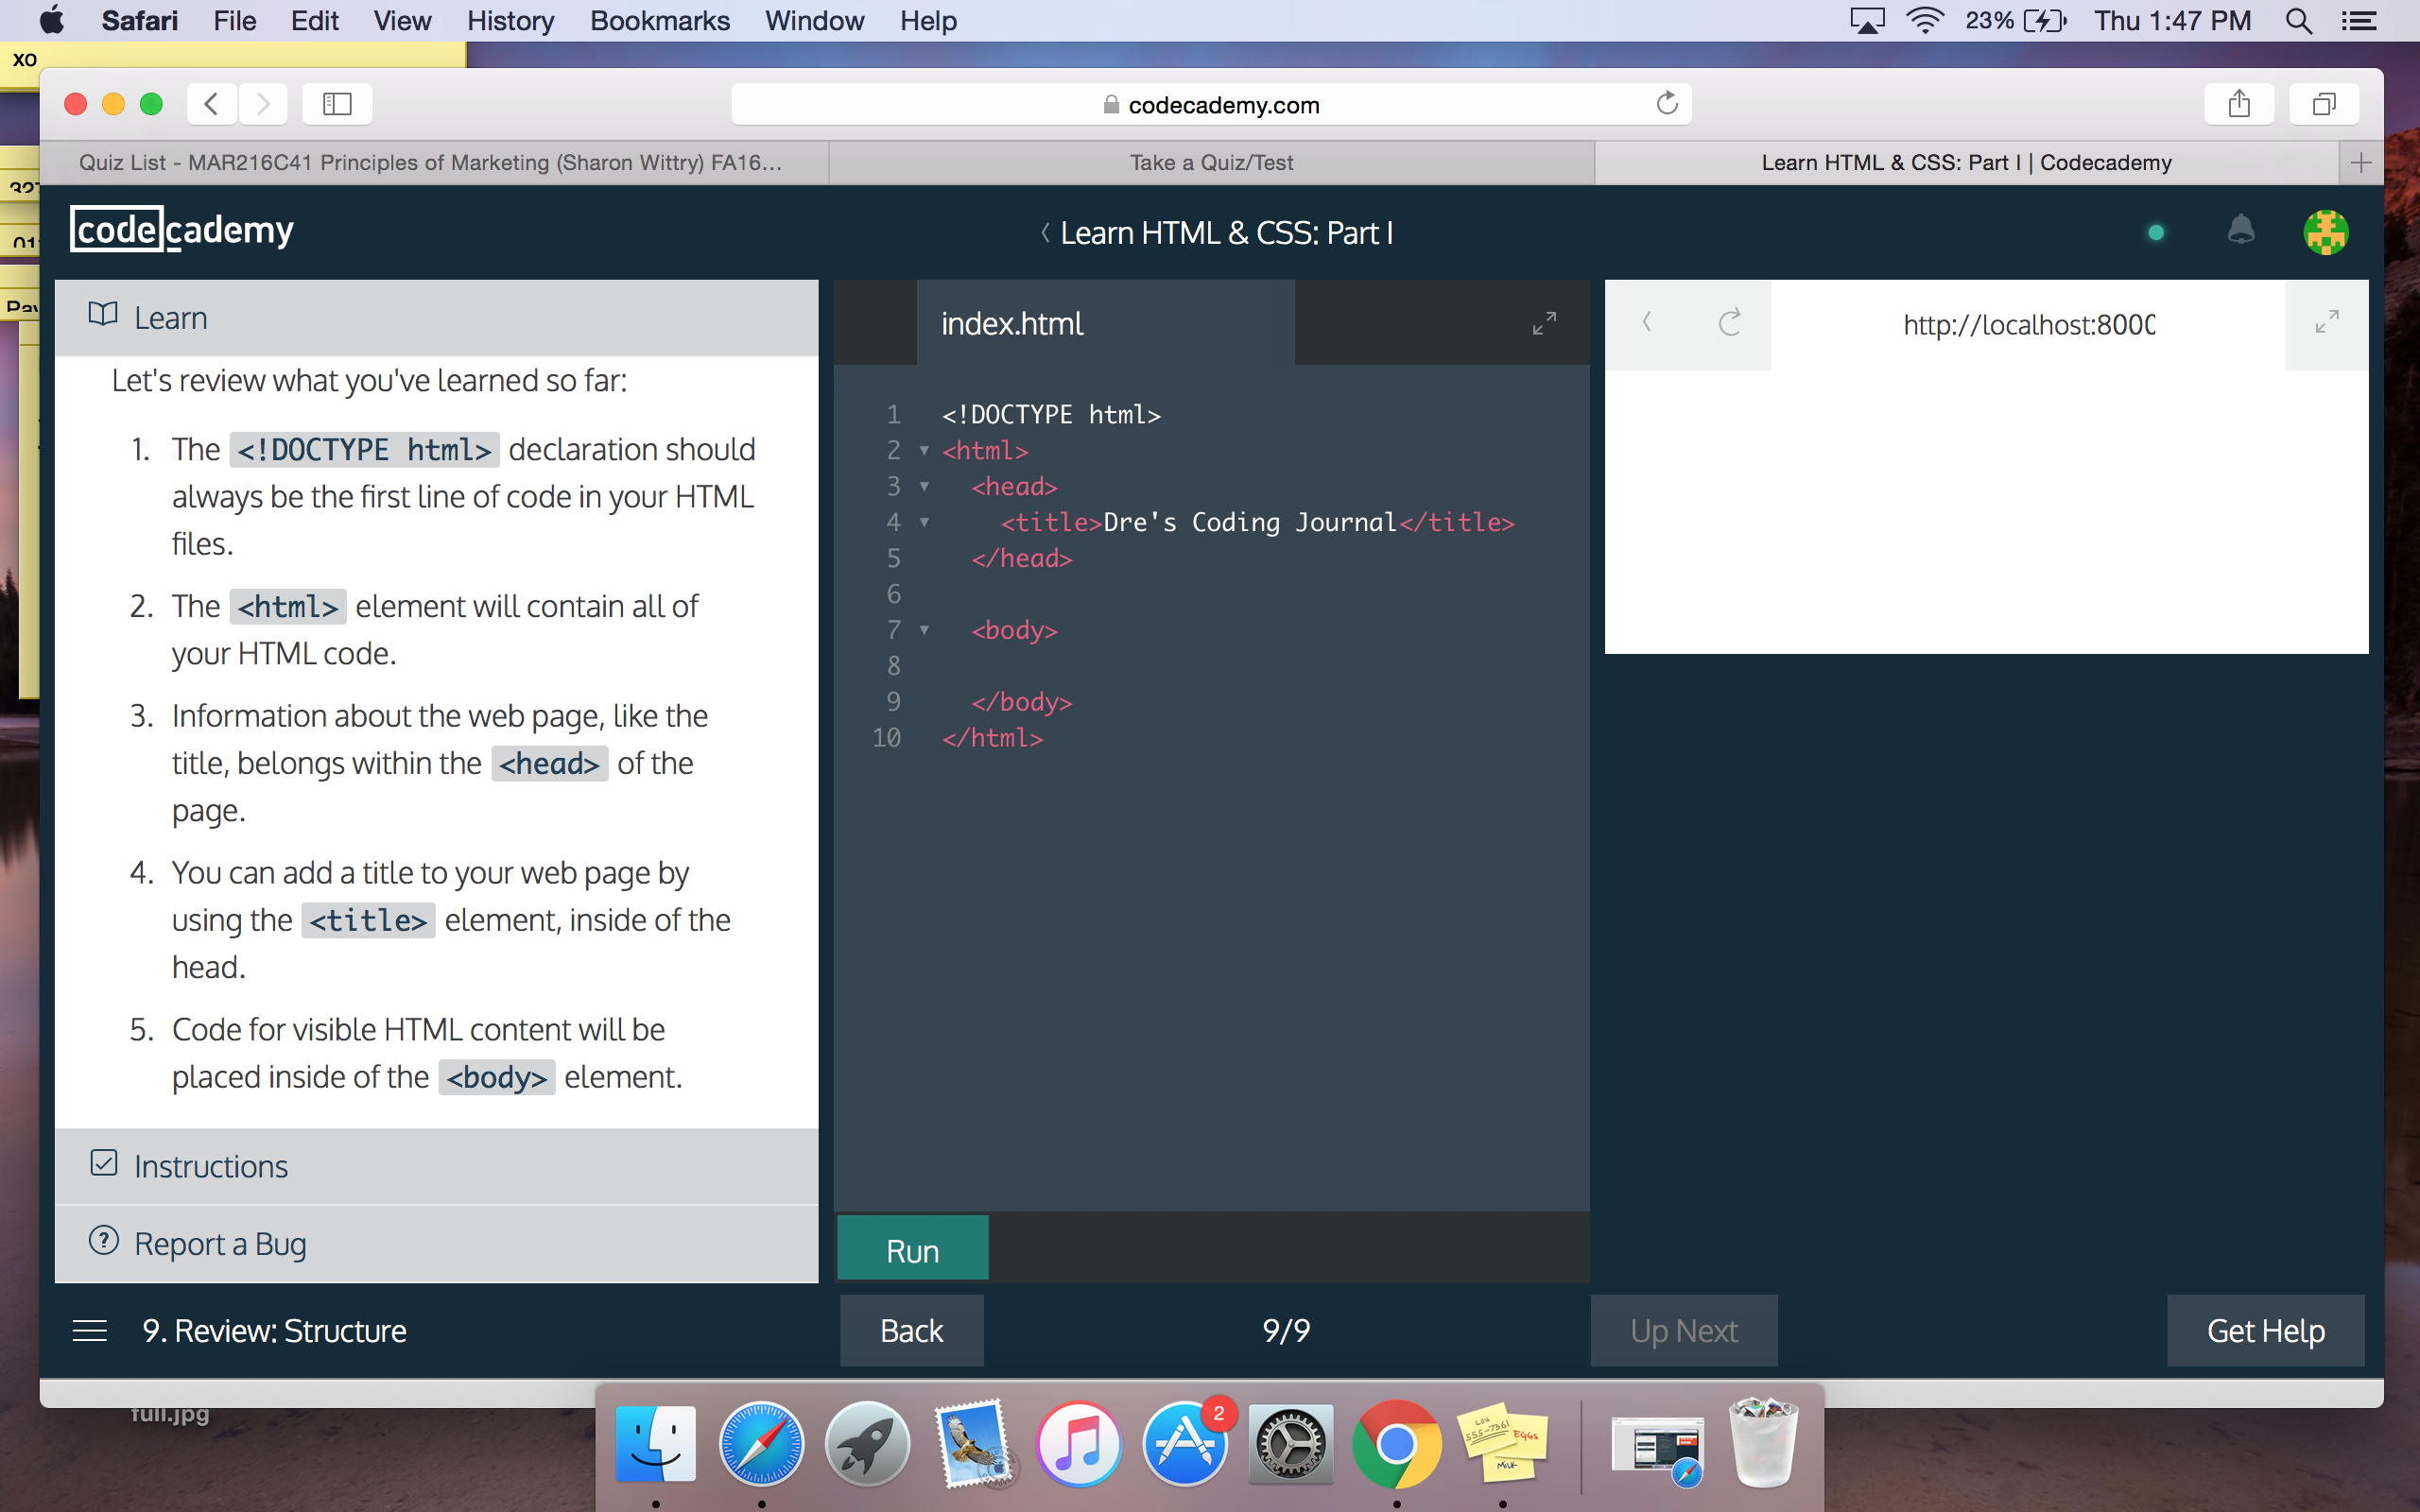 Safari File Edit View History Bookmarks Window Help 23% Thu 1:47 PM
xo
codecademy.com
Quiz List - MAR216C41 Principles of Marketing (Sharon Wittry) FA16... Take a Quiz/Test Learn HTML & CSS: Part I | Codecademy
codecademy Learn HTML & CSS: Part I
Learn
Let's review what you've learned so far:
1. The <!DOCTYPE html> declaration should
always be the first line of code in your HTML
files.
2. The <html> element will contain all of
your HTML code.
3. Information about the web page, like the
title, belongs within the <head> of the
page.
4. You can add a title to your web page by
using the <title> element, inside of the
head.
5. Code for visible HTML content will be
placed inside of the <body> element.
Instructions
Report a Bug
index.html
1 <!DOCTYPE html>
2 <html>
3 <head>
4 <title>Dre's Coding Journal</title>
5 </head>
6
7 <body>
8
9 </body>
10 </html>
Run
http://localhost:8000
9. Review: Structure Back 9/9 Up Next Get Help
full.jpg
2
Lou
555-7361
EGGS
MILK